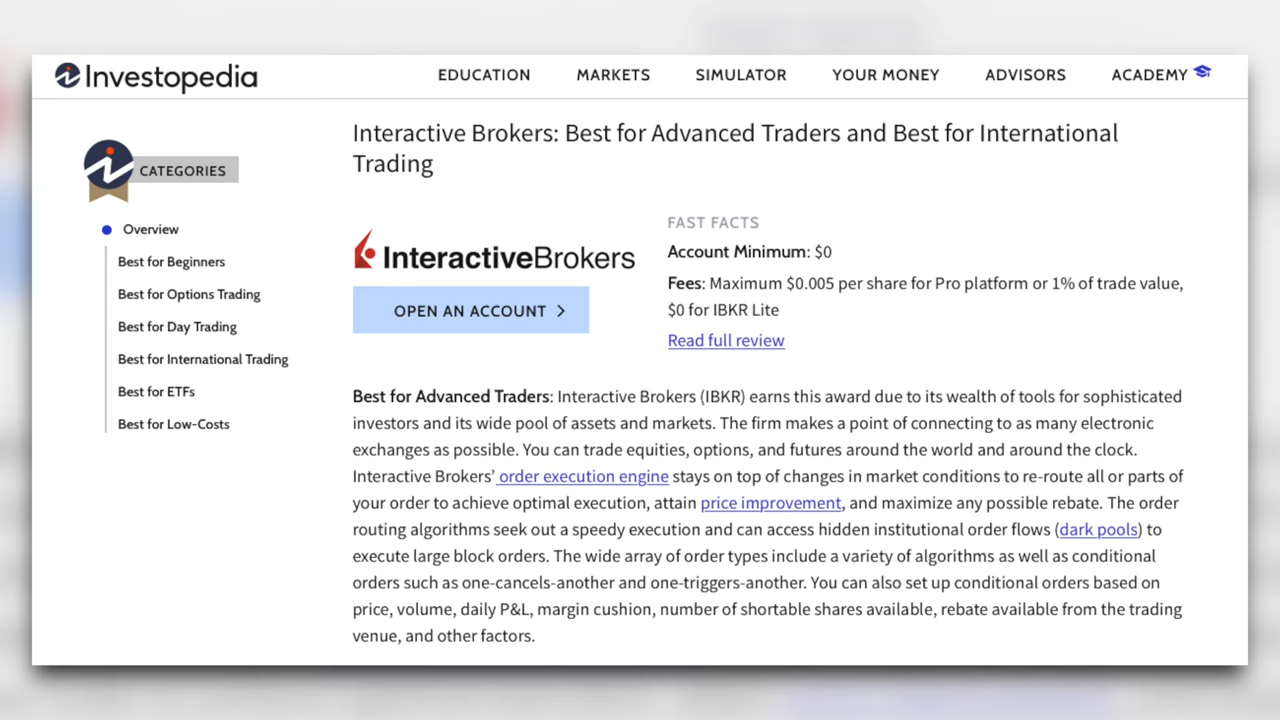 Investopedia
EDUCATION
MARKETS
SIMULATOR
YOUR MONEY
ADVISORS
ACADEMY
CATEGORIES
Overview
Best for Beginners
Best for Options Trading
Best for Day Trading
Best for International Trading
Best for ETFs
Best for Low-Costs
Interactive Brokers: Best for Advanced Traders and Best for International
Trading
InteractiveBrokers
OPEN AN ACCOUNT
FAST FACTS
Account Minimum: $0
Fees: Maximum $0.005 per share for Pro platform or 1% of trade value,
$0 for IBKR Lite
Read full review
Best for Advanced Traders: Interactive Brokers (IBKR) earns this award due to its wealth of tools for sophisticated
investors and its wide pool of assets and markets. The firm makes a point of connecting to as many electronic
exchanges as possible. You can trade equities, options, and futures around the world and around the clock.
Interactive Brokers’ order execution engine stays on top of changes in market conditions to re-route all or parts of
your order to achieve optimal execution, attain price improvement, and maximize any possible rebate. The order
routing algorithms seek out a speedy execution and can access hidden institutional order flows (dark pools) to
execute large block orders. The wide array of order types include a variety of algorithms as well as conditional
orders such as one-cancels-another and one-triggers-another. You can also set up conditional orders based on
price, volume, daily P&L, margin cushion, number of shortable shares available, rebate available from the trading
venue, and other factors.